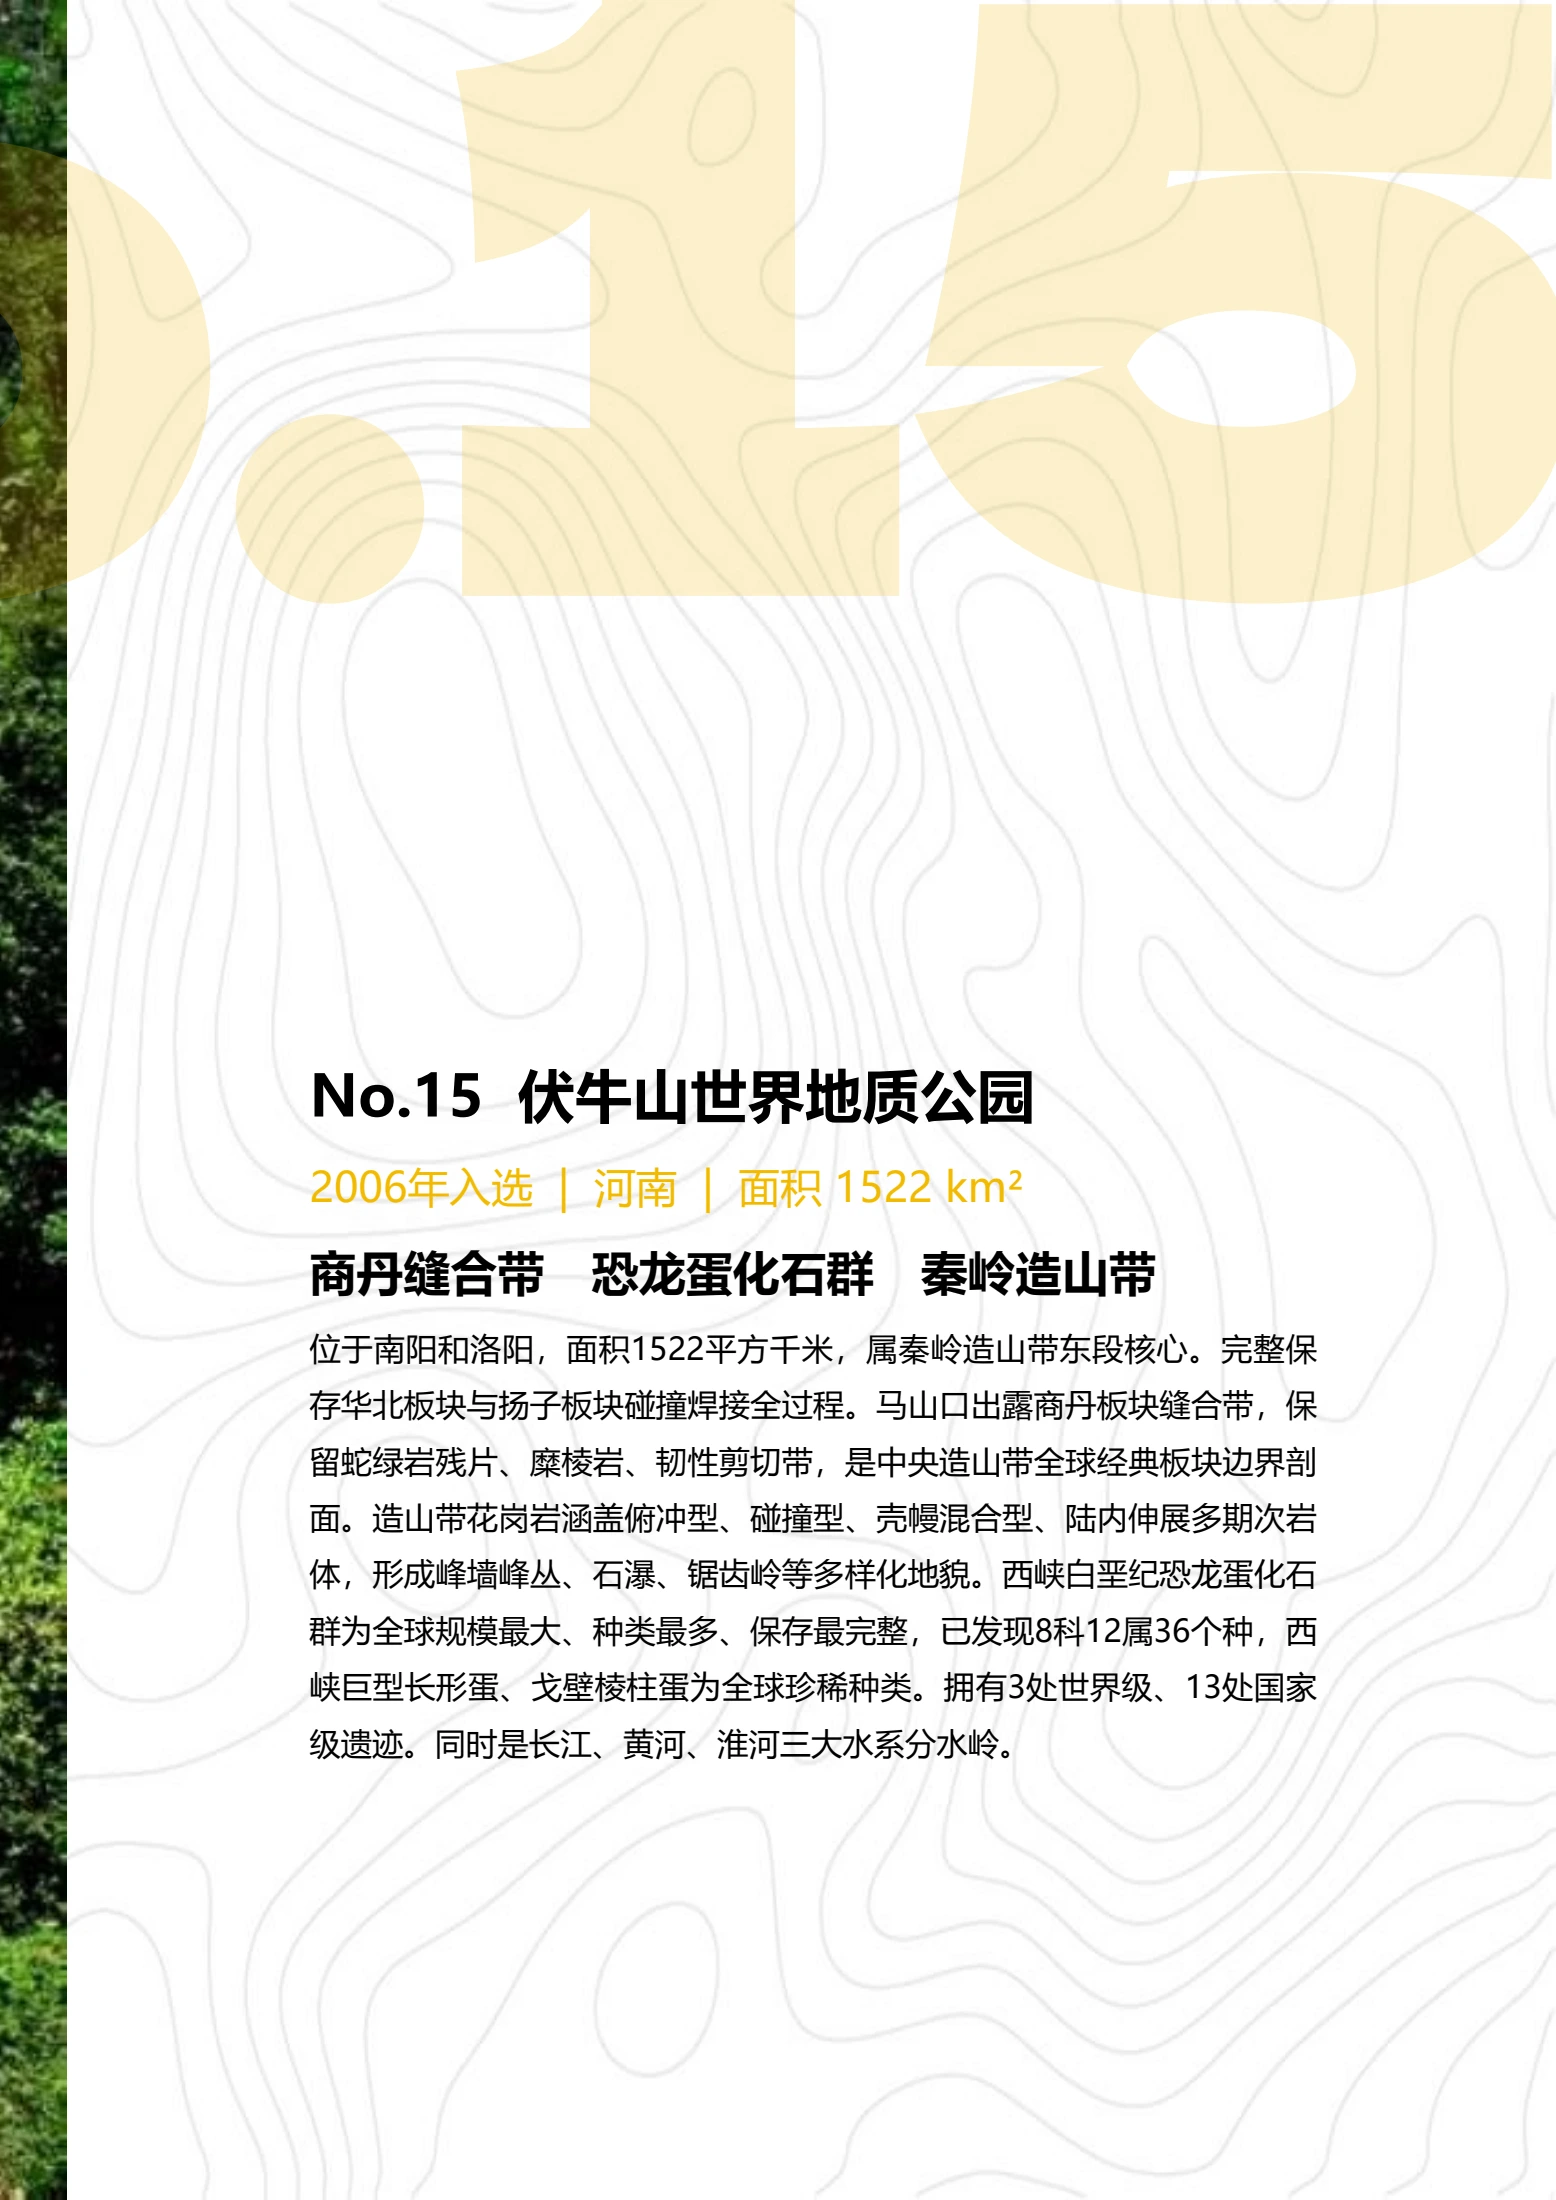 .15
No.15 伏牛山世界地质公园
2006年入选 | 河南 | 面积 1522 km²
商丹缝合带 恐龙蛋化石群 秦岭造山带
位于南阳和洛阳，面积1522平方千米，属秦岭造山带东段核心。完整保
存华北板块与扬子板块碰撞焊接全过程。马山口出露商丹板块缝合带，保
留蛇绿岩残片、糜棱岩、韧性剪切带，是中央造山带全球经典板块边界剖
面。造山带花岗岩涵盖俯冲型、碰撞型、壳幔混合型、陆内伸展多期次岩
体，形成峰墙峰丛、石瀑、锯齿岭等多样化地貌。西峡白垩纪恐龙蛋化石
群为全球规模最大、种类最多、保存最完整，已发现8科12属36个种，西
峡巨型长形蛋、戈壁棱柱蛋为全球珍稀种类。拥有3处世界级、13处国家
级遗迹。同时是长江、黄河、淮河三大水系分水岭。